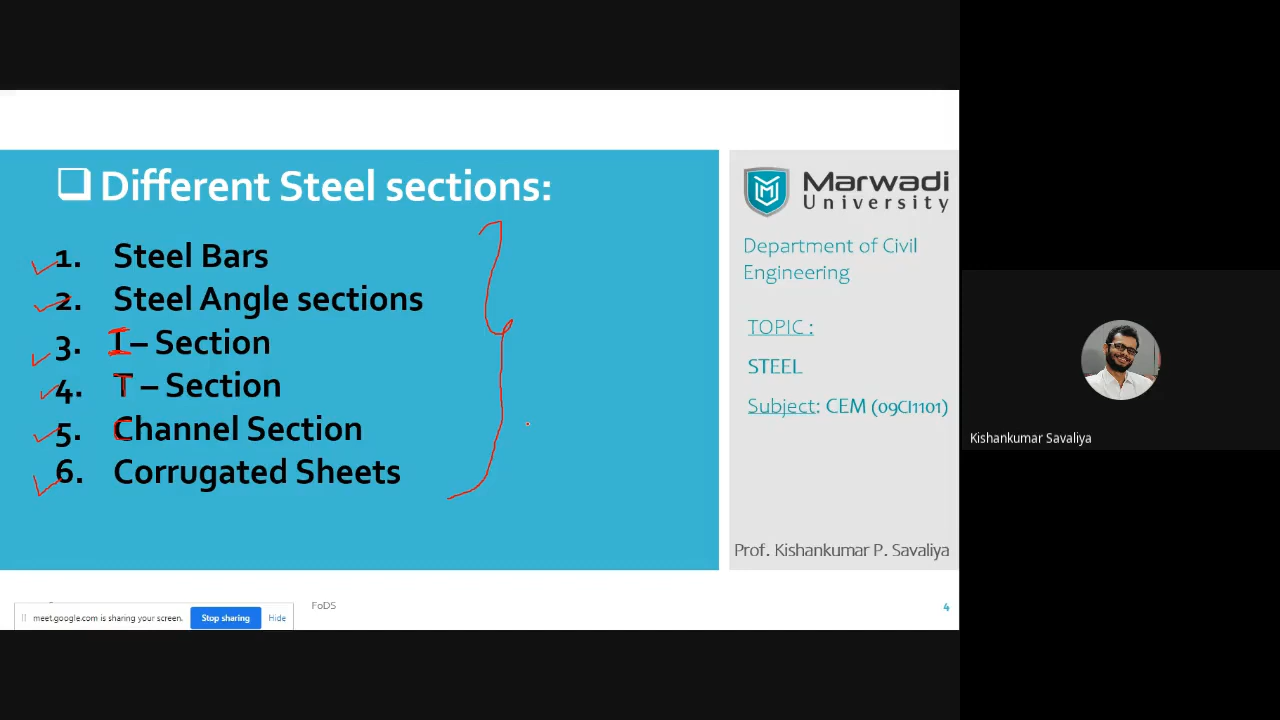 ❑ Different Steel sections:
1. Steel Bars
2. Steel Angle sections
3. I – Section
4. T – Section
5. Channel Section
6. Corrugated Sheets
Marwadi
University
Department of Civil
Engineering
TOPIC :
STEEL
Subject: CEM (09CI1101)
Prof. Kishankumar P. Savaliya
FoDS
4
meet.google.com is sharing your screen.
Stop sharing
Hide
Kishankumar Savaliya